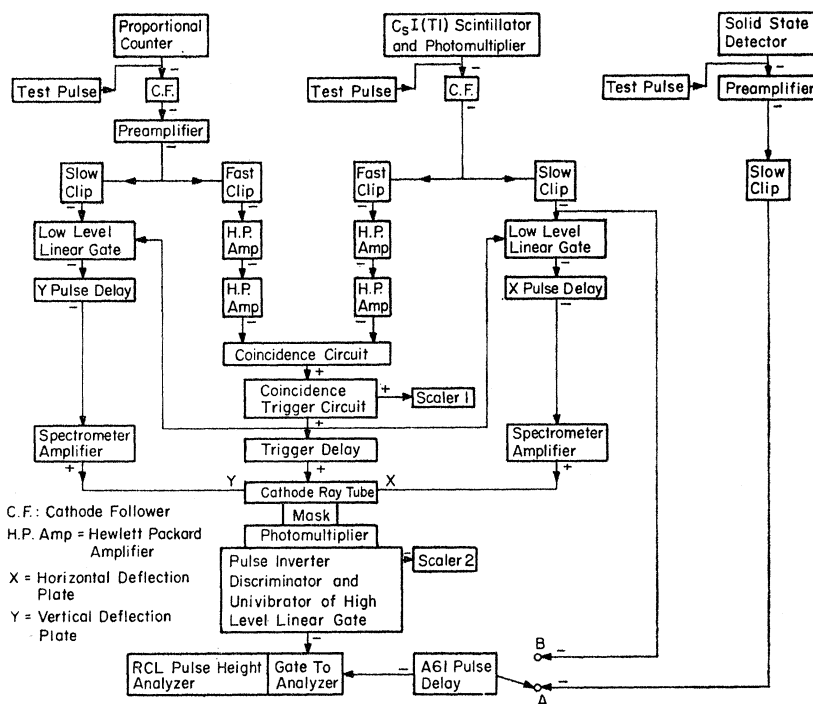 Proportional
Counter
CsI(Tl) Scintillator
and Photomultiplier
Solid State
Detector
Test Pulse
C.F.
Test Pulse
C.F.
Test Pulse
Preamplifier
Preamplifier
Slow
Clip
Fast
Clip
Fast
Clip
Slow
Clip
Slow
Clip
Low Level
Linear Gate
H.P.
Amp
H.P.
Amp
Low Level
Linear Gate
Y Pulse Delay
H.P.
Amp
H.P.
Amp
X Pulse Delay
Coincidence Circuit
Coincidence
Trigger Circuit
Scaler 1
Spectrometer
Amplifier
Trigger Delay
Spectrometer
Amplifier
Y
Cathode Ray Tube
X
Mask
Photomultiplier
Pulse Inverter
Discriminator and
Univibrator of High
Level Linear Gate
Scaler 2
C.F.: Cathode Follower
H.P. Amp = Hewlett Packard
Amplifier
X = Horizontal Deflection
Plate
Y = Vertical Deflection
Plate
B
RCL Pulse Height
Analyzer
Gate To
Analyzer
A61 Pulse
Delay
A